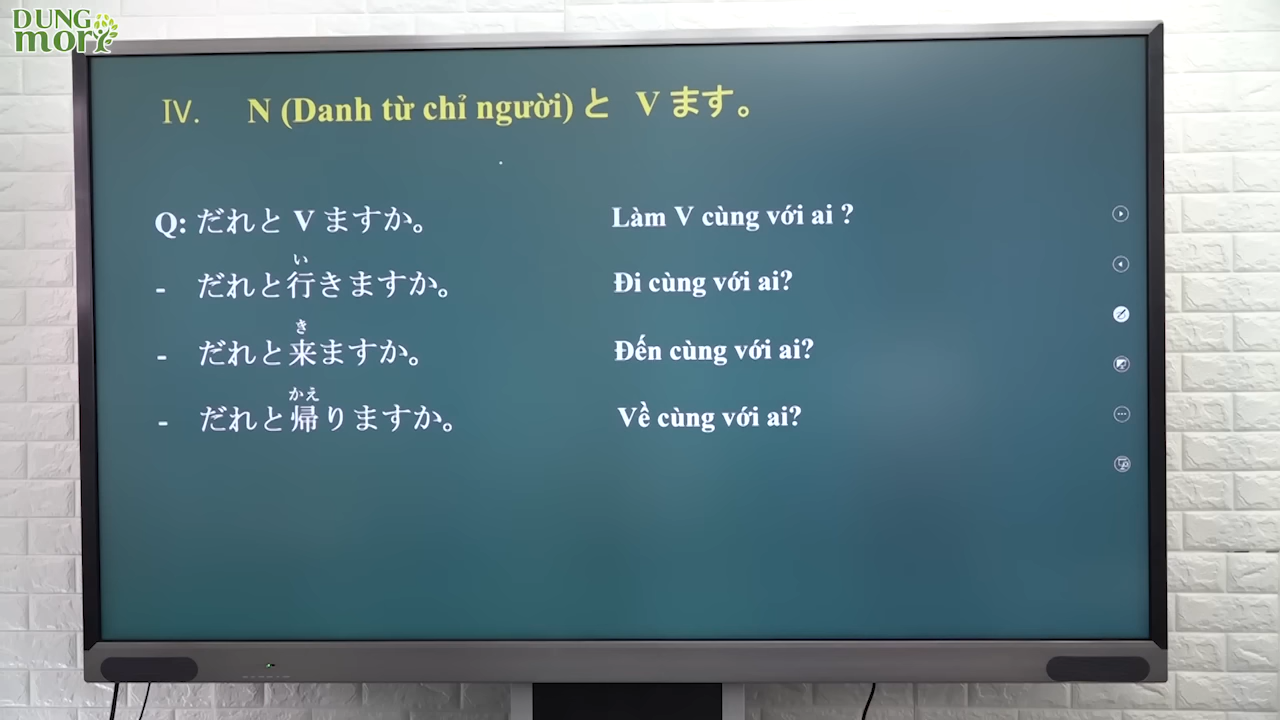 DUNG
mori
IV. N (Danh từ chỉ người) と V ます。
Q: だれと V ますか。 Làm V cùng với ai ?
い
- だれと行きますか。 Đi cùng với ai?
き
- だれと来ますか。 Đến cùng với ai?
かえ
- だれと帰りますか。 Về cùng với ai?